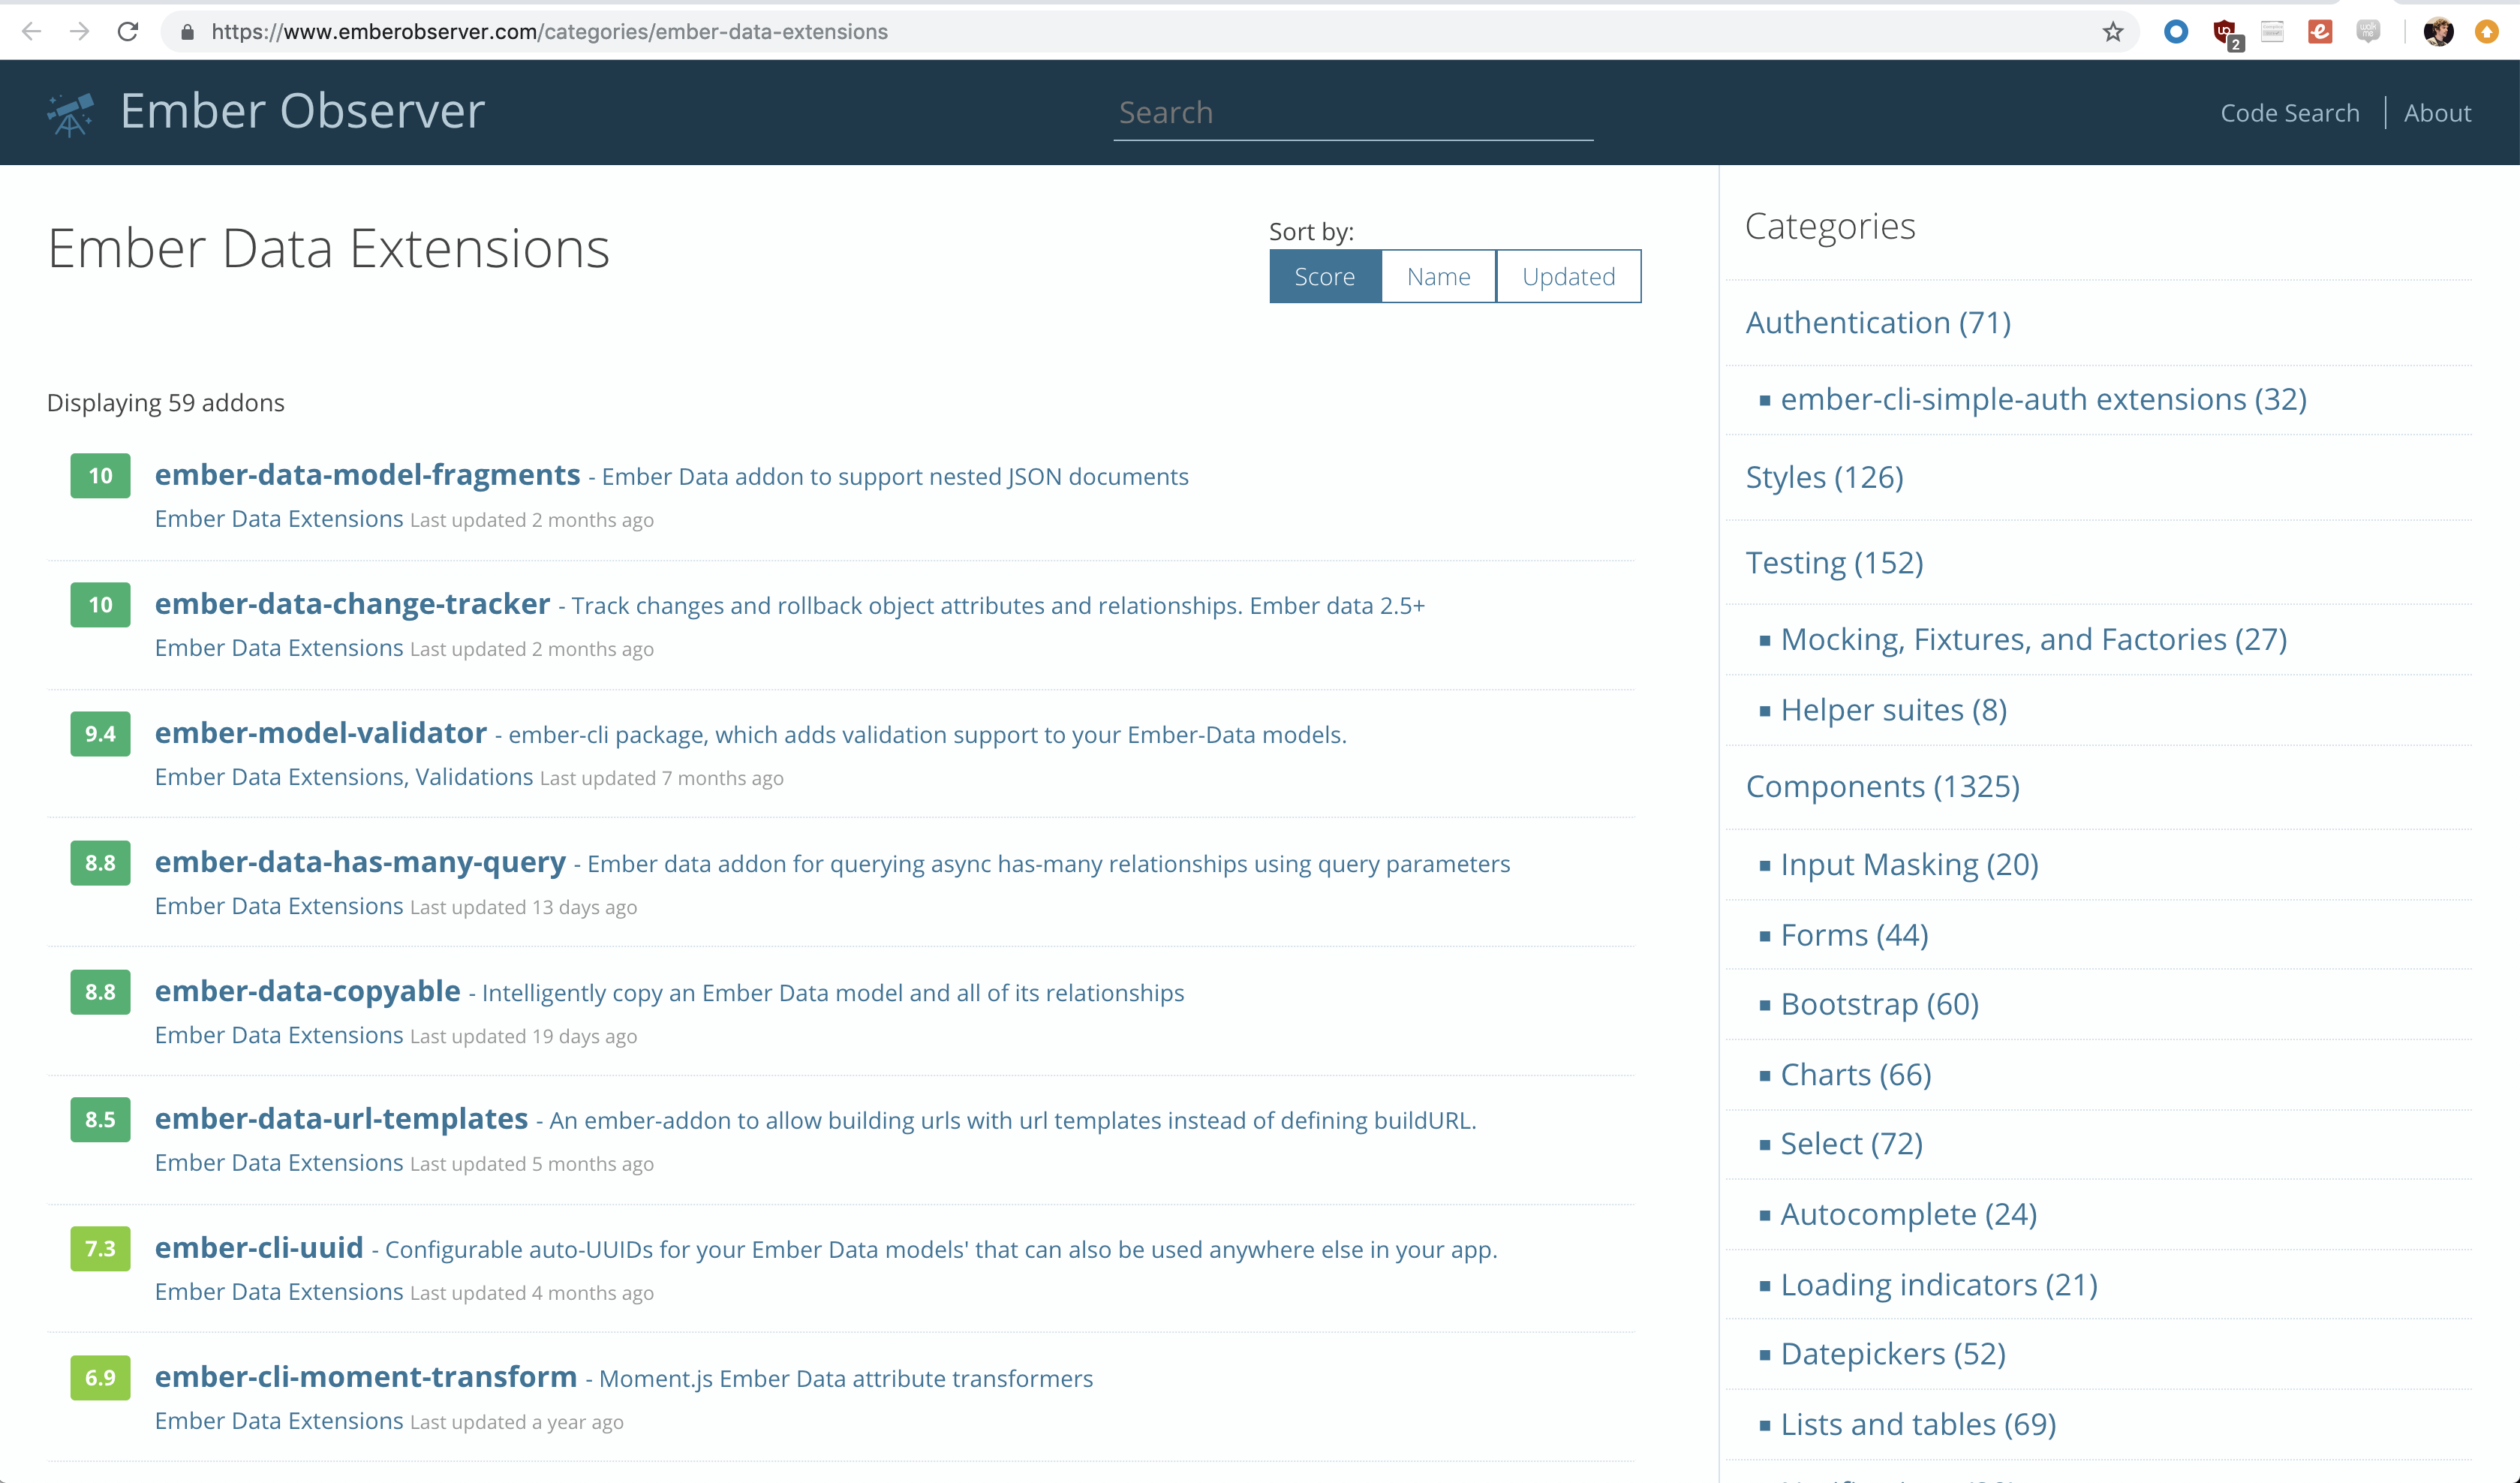 https://www.emberobserver.com/categories/ember-data-extensions
2
Ember Observer
Search
Code Search
About
Ember Data Extensions
Sort by:
Score
Name
Updated
Displaying 59 addons
10
ember-data-model-fragments - Ember Data addon to support nested JSON documents
Ember Data Extensions Last updated 2 months ago
10
ember-data-change-tracker - Track changes and rollback object attributes and relationships. Ember data 2.5+
Ember Data Extensions Last updated 2 months ago
9.4
ember-model-validator - ember-cli package, which adds validation support to your Ember-Data models.
Ember Data Extensions, Validations Last updated 7 months ago
8.8
ember-data-has-many-query - Ember data addon for querying async has-many relationships using query parameters
Ember Data Extensions Last updated 13 days ago
8.8
ember-data-copyable - Intelligently copy an Ember Data model and all of its relationships
Ember Data Extensions Last updated 19 days ago
8.5
ember-data-url-templates - An ember-addon to allow building urls with url templates instead of defining buildURL.
Ember Data Extensions Last updated 5 months ago
7.3
ember-cli-uuid - Configurable auto-UUIDs for your Ember Data models' that can also be used anywhere else in your app.
Ember Data Extensions Last updated 4 months ago
6.9
ember-cli-moment-transform - Moment.js Ember Data attribute transformers
Ember Data Extensions Last updated a year ago
Categories
Authentication (71)
ember-cli-simple-auth extensions (32)
Styles (126)
Testing (152)
Mocking, Fixtures, and Factories (27)
Helper suites (8)
Components (1325)
Input Masking (20)
Forms (44)
Bootstrap (60)
Charts (66)
Select (72)
Autocomplete (24)
Loading indicators (21)
Datepickers (52)
Lists and tables (69)